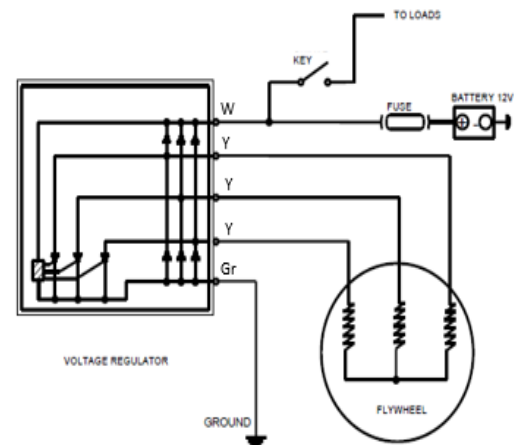 TO LOADS
KEY
BATTERY 12V
FUSE
W
Y
Y
Y
Gr
VOLTAGE REGULATOR
FLYWHEEL
GROUND